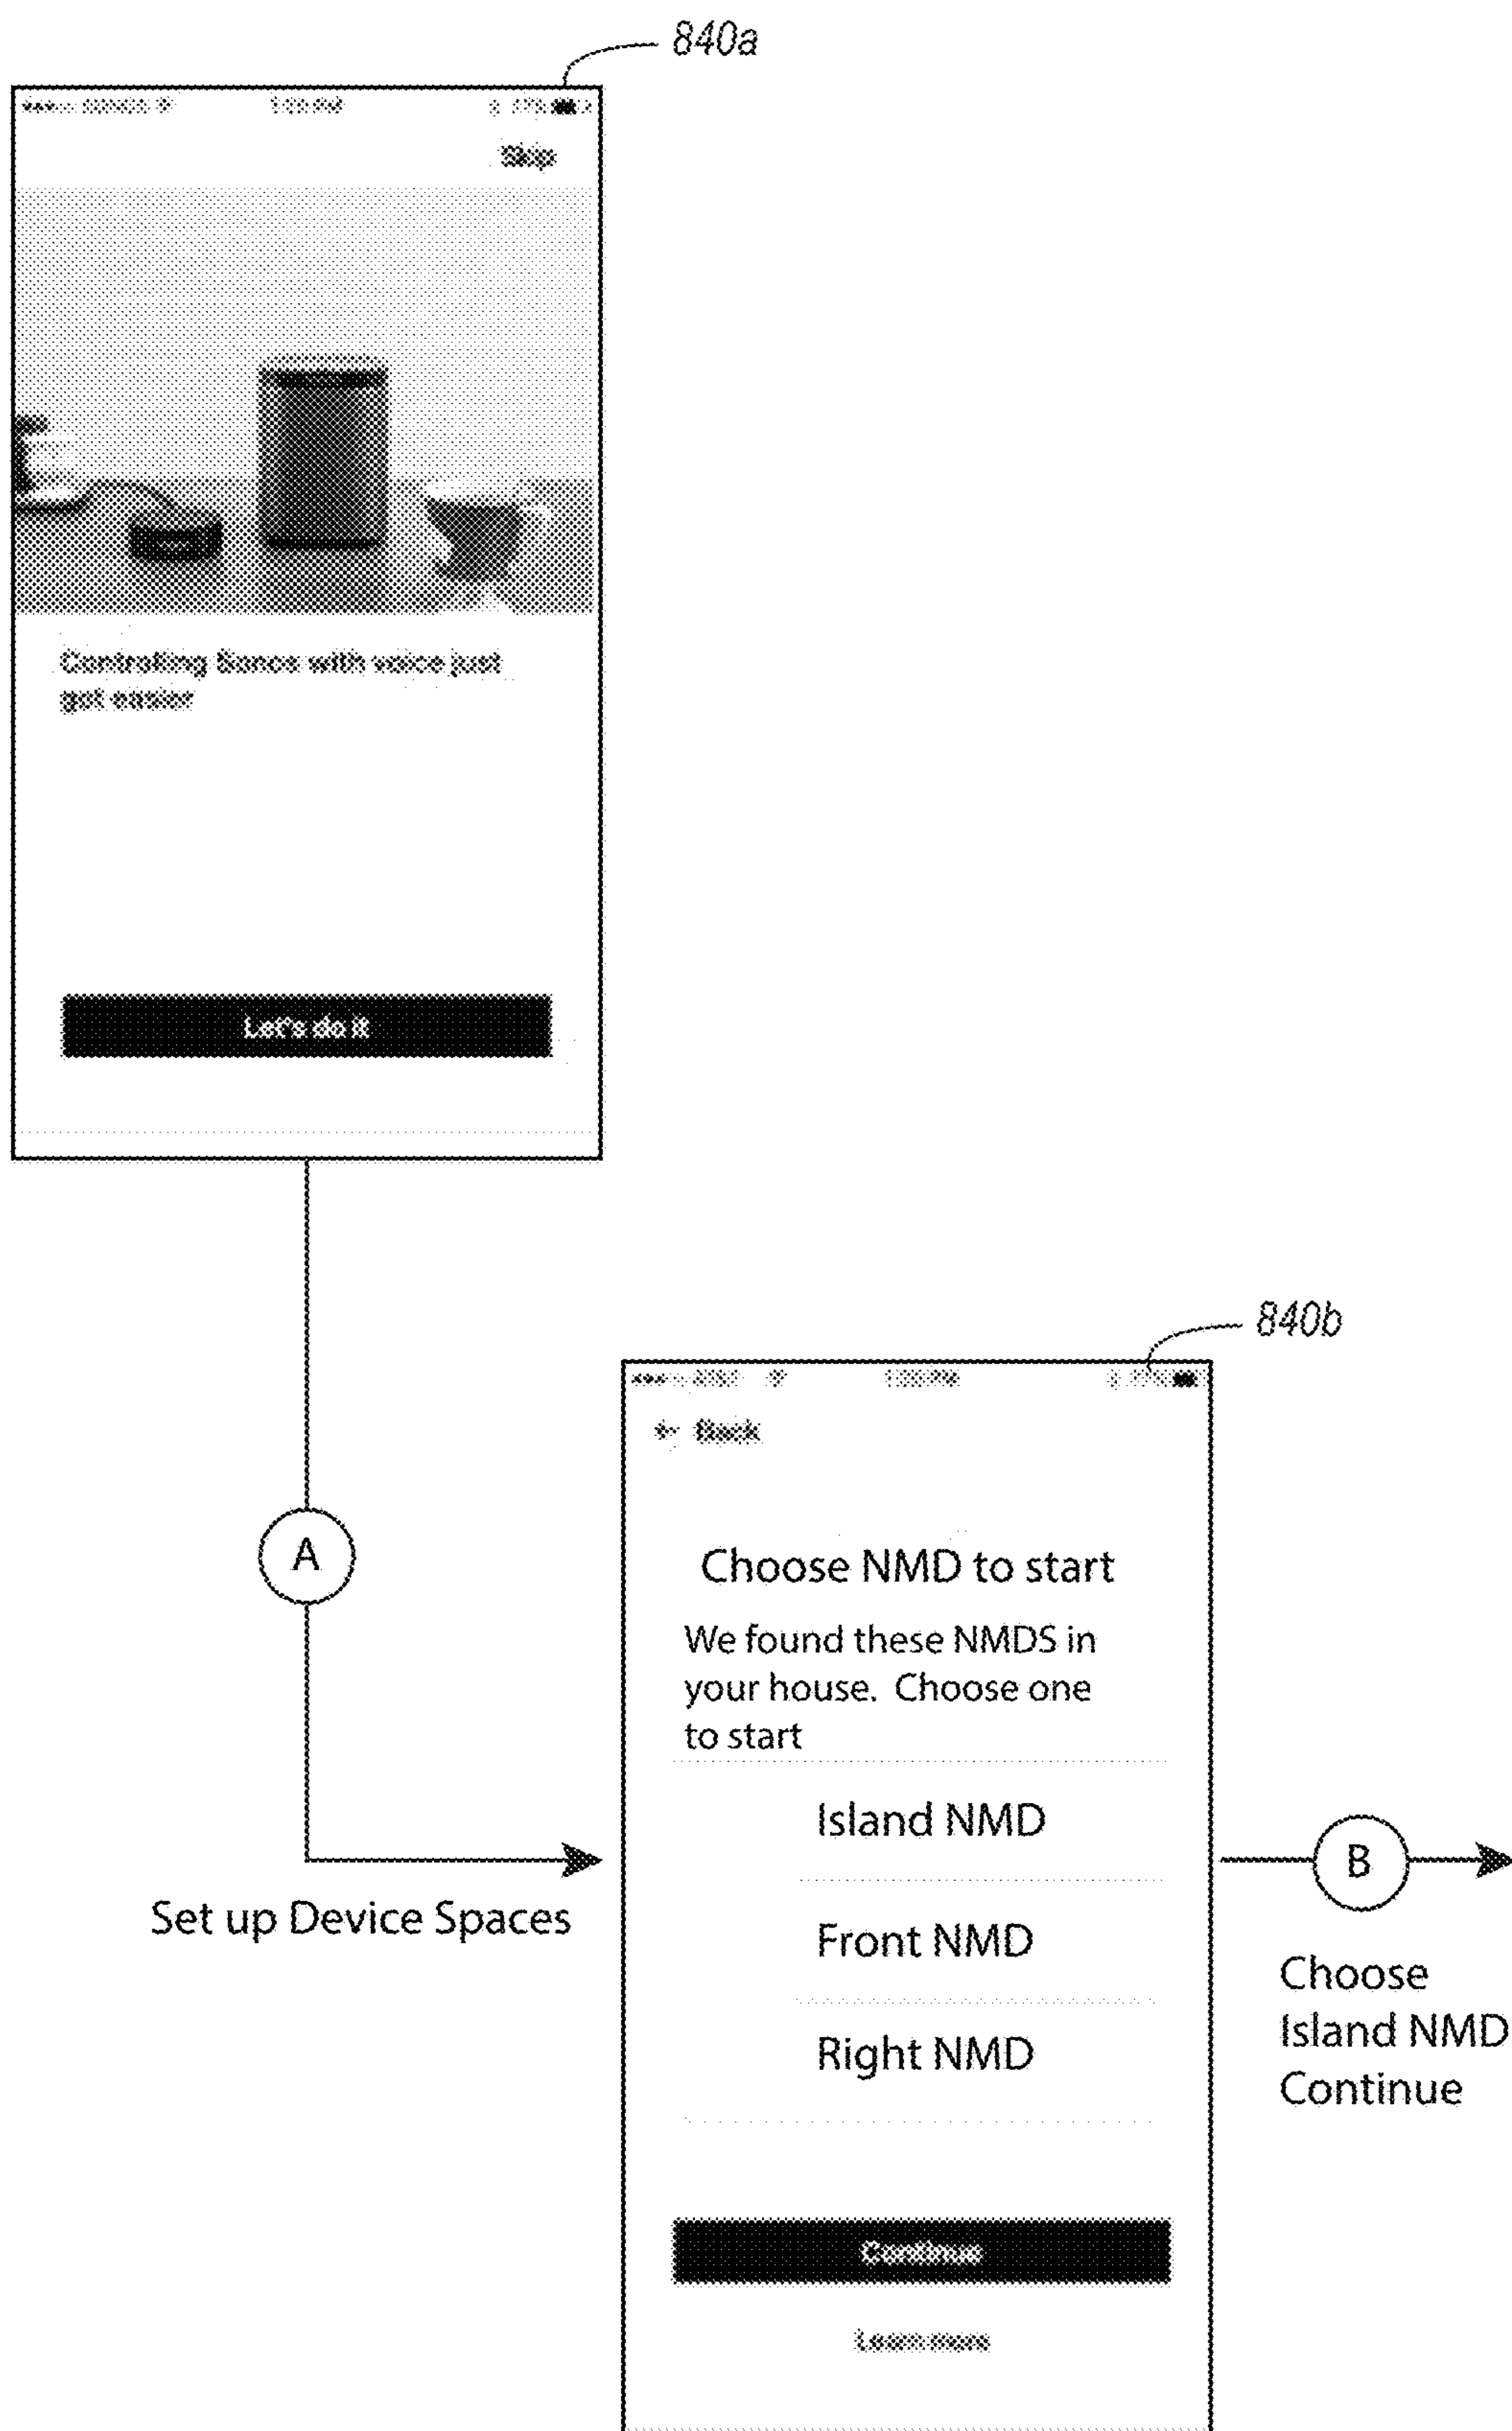 840a
Skip
Controlling Sonos with voice just
got easier
Let's do it
A
Set up Device Spaces
840b
Back
Choose NMD to start
We found these NMDS in
your house. Choose one
to start
Island NMD
Front NMD
Right NMD
Continue
Learn more
B
Choose
Island NMD
Continue